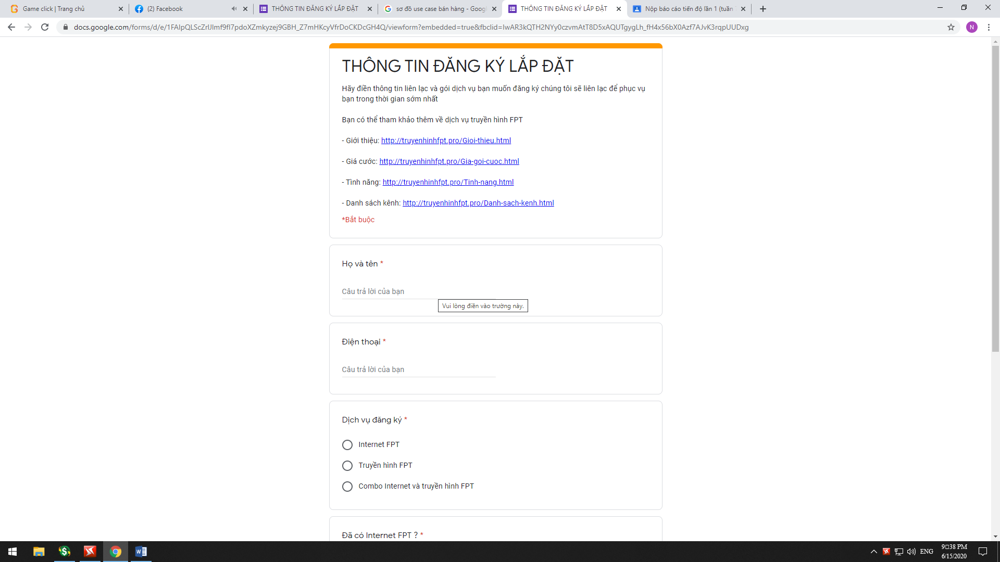 Game click | Trang chủ
(2) Facebook
THÔNG TIN ĐĂNG KÝ LẮP ĐẶT
sơ đồ use case bán hàng - Goog
THÔNG TIN ĐĂNG KÝ LẮP ĐẶT
Nộp báo cáo tiến độ lần 1 (tuần
docs.google.com/forms/d/e/1FAIpQLScZrIJlmf9fI7pdoXZmkyzej9GBH_Z7mHKcyVfrDoCKDcGH4Q/viewform?embedded=true&fbclid=IwAR3kQTH2NYy0czvmAtT8D5xAQUTgygLh_fH4x56bX0Azf7AJvK3rqpUUDxg
N
THÔNG TIN ĐĂNG KÝ LẮP ĐẶT
Hãy điền thông tin liên lạc và gói dịch vụ bạn muốn đăng ký chúng tôi sẽ liên lạc để phục vụ
bạn trong thời gian sớm nhất
Bạn có thể tham khảo thêm về dịch vụ truyền hình FPT
- Giới thiệu: http://truyenhinhfpt.pro/Gioi-thieu.html
- Giá cước: http://truyenhinhfpt.pro/Gia-goi-cuoc.html
- Tình năng: http://truyenhinhfpt.pro/Tinh-nang.html
- Danh sách kênh: http://truyenhinhfpt.pro/Danh-sach-kenh.html
*Bắt buộc
Họ và tên *
Câu trả lời của bạn
Vui lòng điền vào trường này.
Điện thoại *
Câu trả lời của bạn
Dịch vụ đăng ký *
Internet FPT
Truyền hình FPT
Combo Internet và truyền hình FPT
Đã có Internet FPT ? *
ENG
9□38 PM
6/15/2020